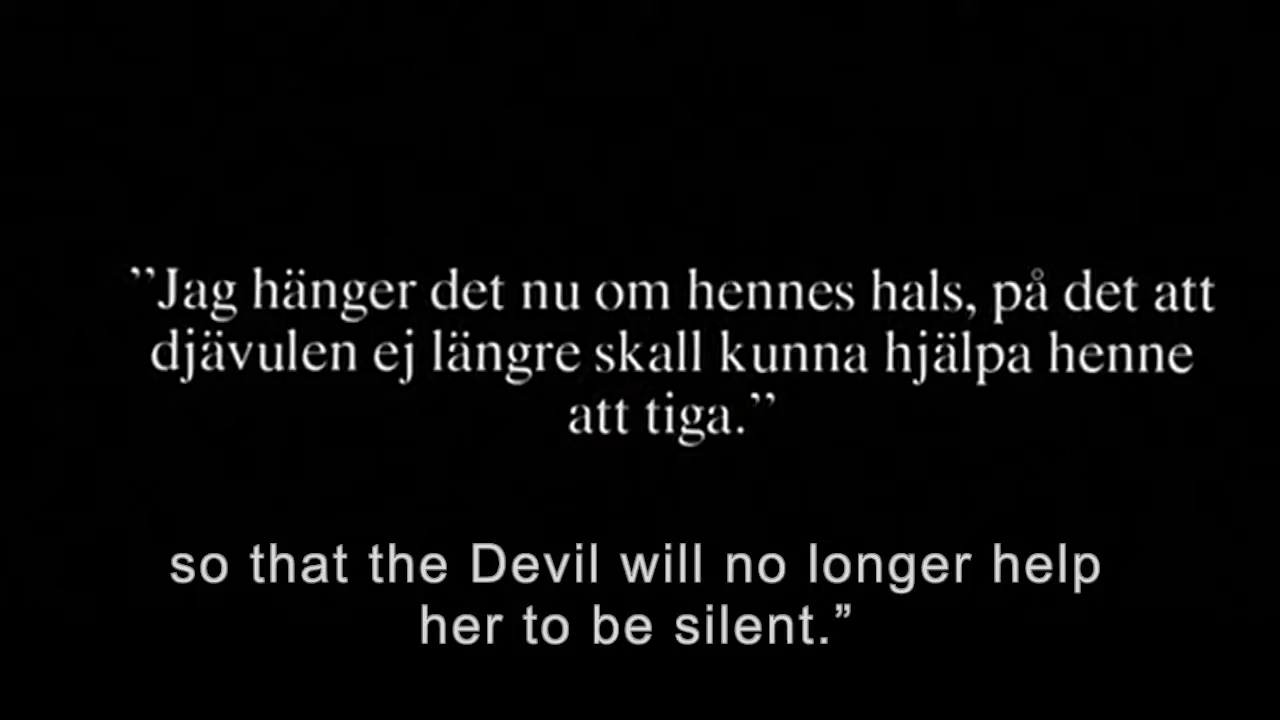 ”Jag hänger det nu om hennes hals, på det att
djävulen ej längre skall kunna hjälpa henne
att tiga.”
so that the Devil will no longer help
her to be silent.”